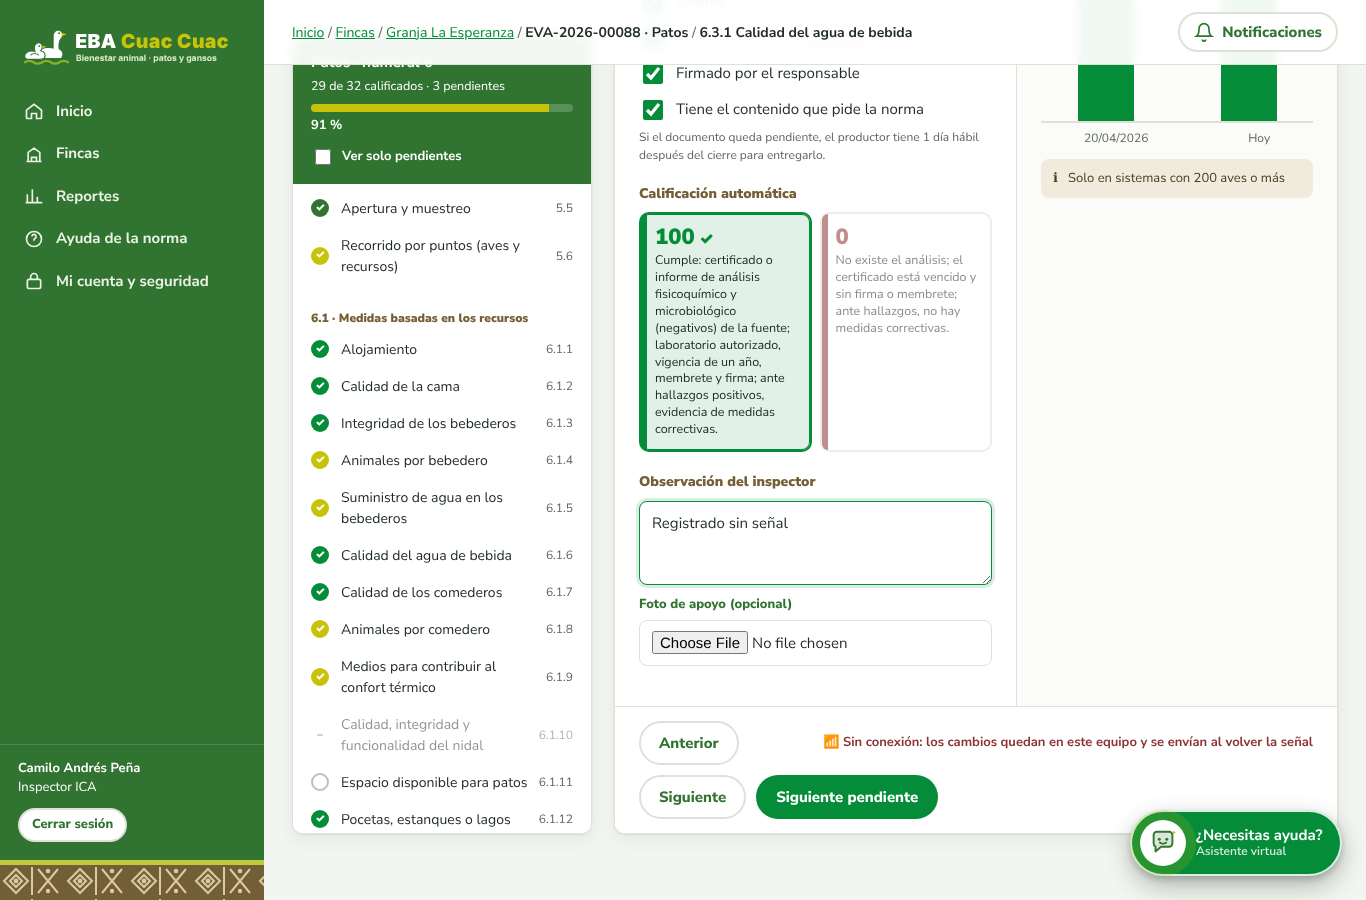 EBA Cuac Cuac
Bienestar animal · patos y gansos
Inicio
Fincas
Reportes
Ayuda de la norma
Mi cuenta y seguridad
Camilo Andrés Peña
Inspector ICA
Cerrar sesión
Inicio / Fincas / Granja La Esperanza / EVA-2026-00088 · Patos / 6.3.1 Calidad del agua de bebida
Notificaciones
29 de 32 calificados · 3 pendientes
91 %
Ver solo pendientes
Apertura y muestreo 5.5
Recorrido por puntos (aves y
recursos) 5.6
6.1 · Medidas basadas en los recursos
Alojamiento 6.1.1
Calidad de la cama 6.1.2
Integridad de los bebederos 6.1.3
Animales por bebedero 6.1.4
Suministro de agua en los
bebederos 6.1.5
Calidad del agua de bebida 6.1.6
Calidad de los comederos 6.1.7
Animales por comedero 6.1.8
Medios para contribuir al
confort térmico 6.1.9
Calidad, integridad y
funcionalidad del nidal 6.1.10
Espacio disponible para patos 6.1.11
Pocetas, estanques o lagos 6.1.12
Firmado por el responsable
Tiene el contenido que pide la norma
Si el documento queda pendiente, el productor tiene 1 día hábil
después del cierre para entregarlo.
Calificación automática
100
Cumple: certificado o
informe de análisis
fisicoquímico y
microbiológico
(negativos) de la fuente;
laboratorio autorizado,
vigencia de un año,
membrete y firma; ante
hallazgos positivos,
evidencia de medidas
correctivas.
0
No existe el análisis; el
certificado está vencido y
sin firma o membrete;
ante hallazgos, no hay
medidas correctivas.
Observación del inspector
Registrado sin señal
Foto de apoyo (opcional)
Choose File No file chosen
Anterior
Sin conexión: los cambios quedan en este equipo y se envían al volver la señal
Siguiente
Siguiente pendiente
20/04/2026 Hoy
Solo en sistemas con 200 aves o más
¿Necesitas ayuda?
Asistente virtual